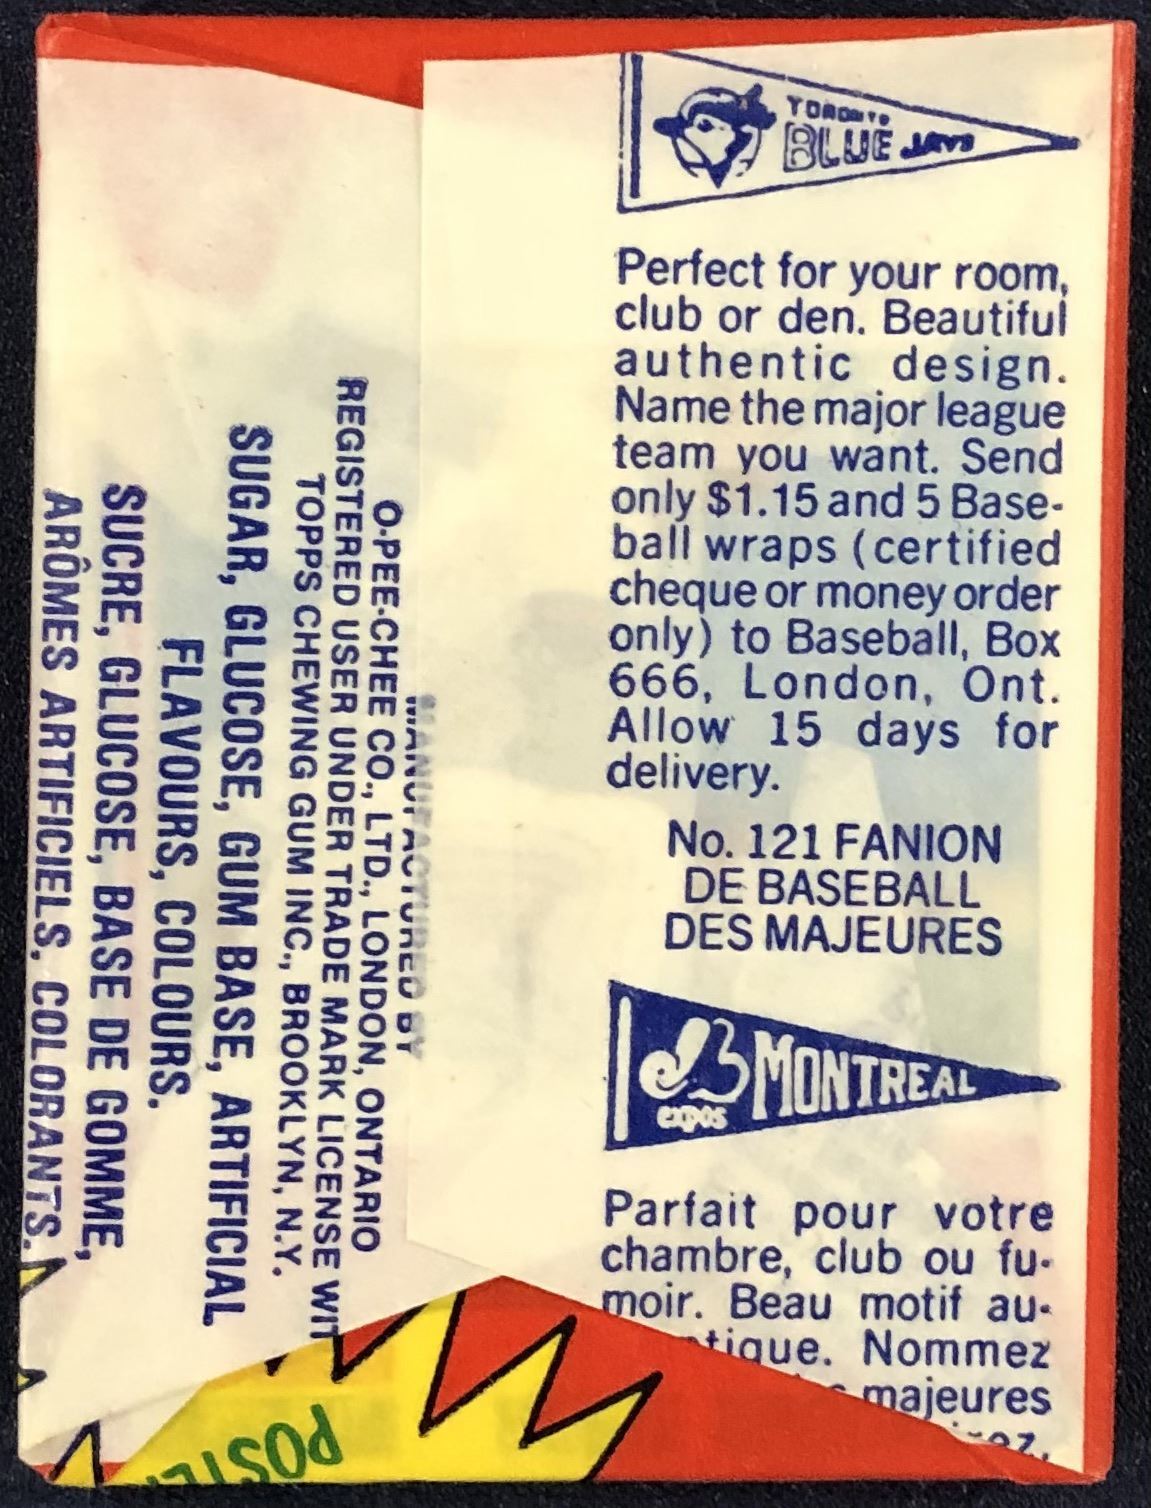 TORONTO
BLUE JAYS
Perfect for your room,
club or den. Beautiful
authentic design.
Name the major league
team you want. Send
only $1.15 and 5 Base-
ball wraps (certified
cheque or money order
only) to Baseball, Box
666, London, Ont.
Allow 15 days for
delivery.
No. 121 FANION
DE BASEBALL
DES MAJEURES
expos
MONTREAL
Parfait pour votre
chambre, club ou fu-
moir. Beau motif au-
tique. Nommez
majeures
MANUFACTURED BY
O-PEE-CHEE CO., LTD., LONDON, ONTARIO
REGISTERED USER UNDER TRADE MARK LICENSE WIT
TOPPS CHEWING GUM INC., BROOKLYN, N.Y.
SUGAR, GLUCOSE, GUM BASE, ARTIFICIAL
FLAVOURS, COLOURS.
SUCRE, GLUCOSE, BASE DE GOMME,
ARÔMES ARTIFICIELS, COLORANTS.
POSTE